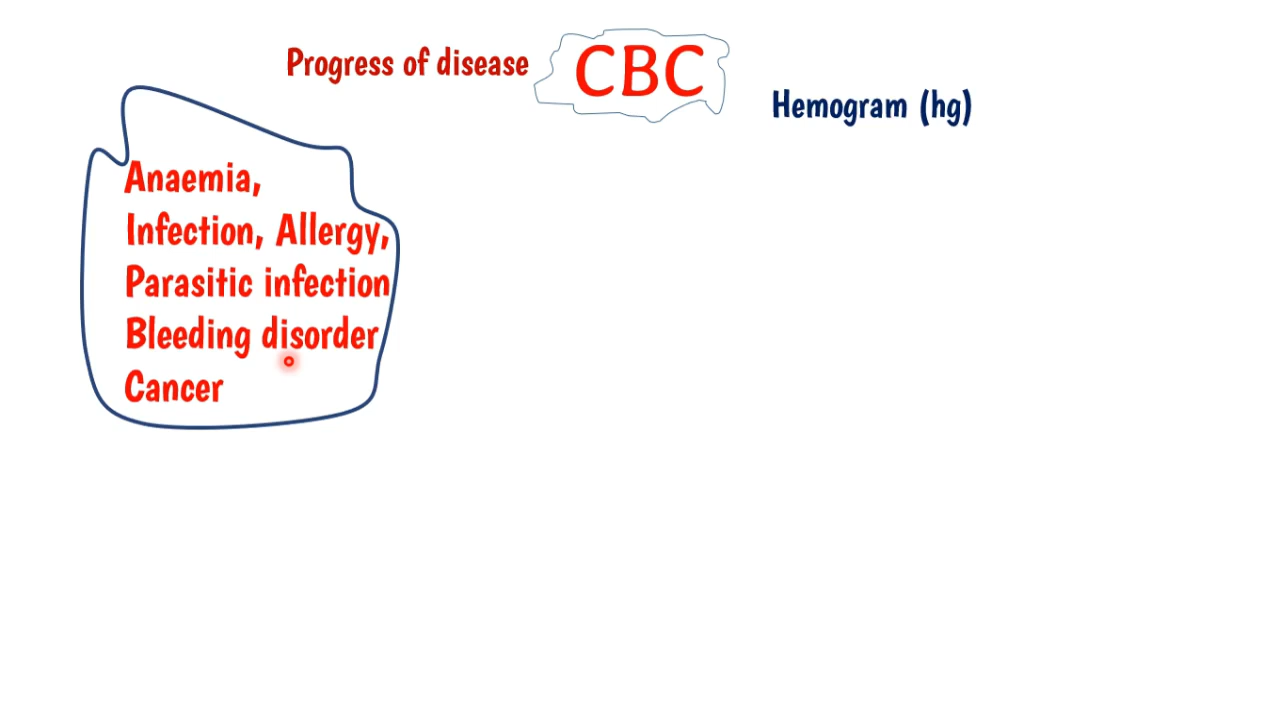 Progress of disease
CBC
Hemogram (hg)
Anaemia,
Infection, Allergy,
Parasitic infection
Bleeding disorder
Cancer